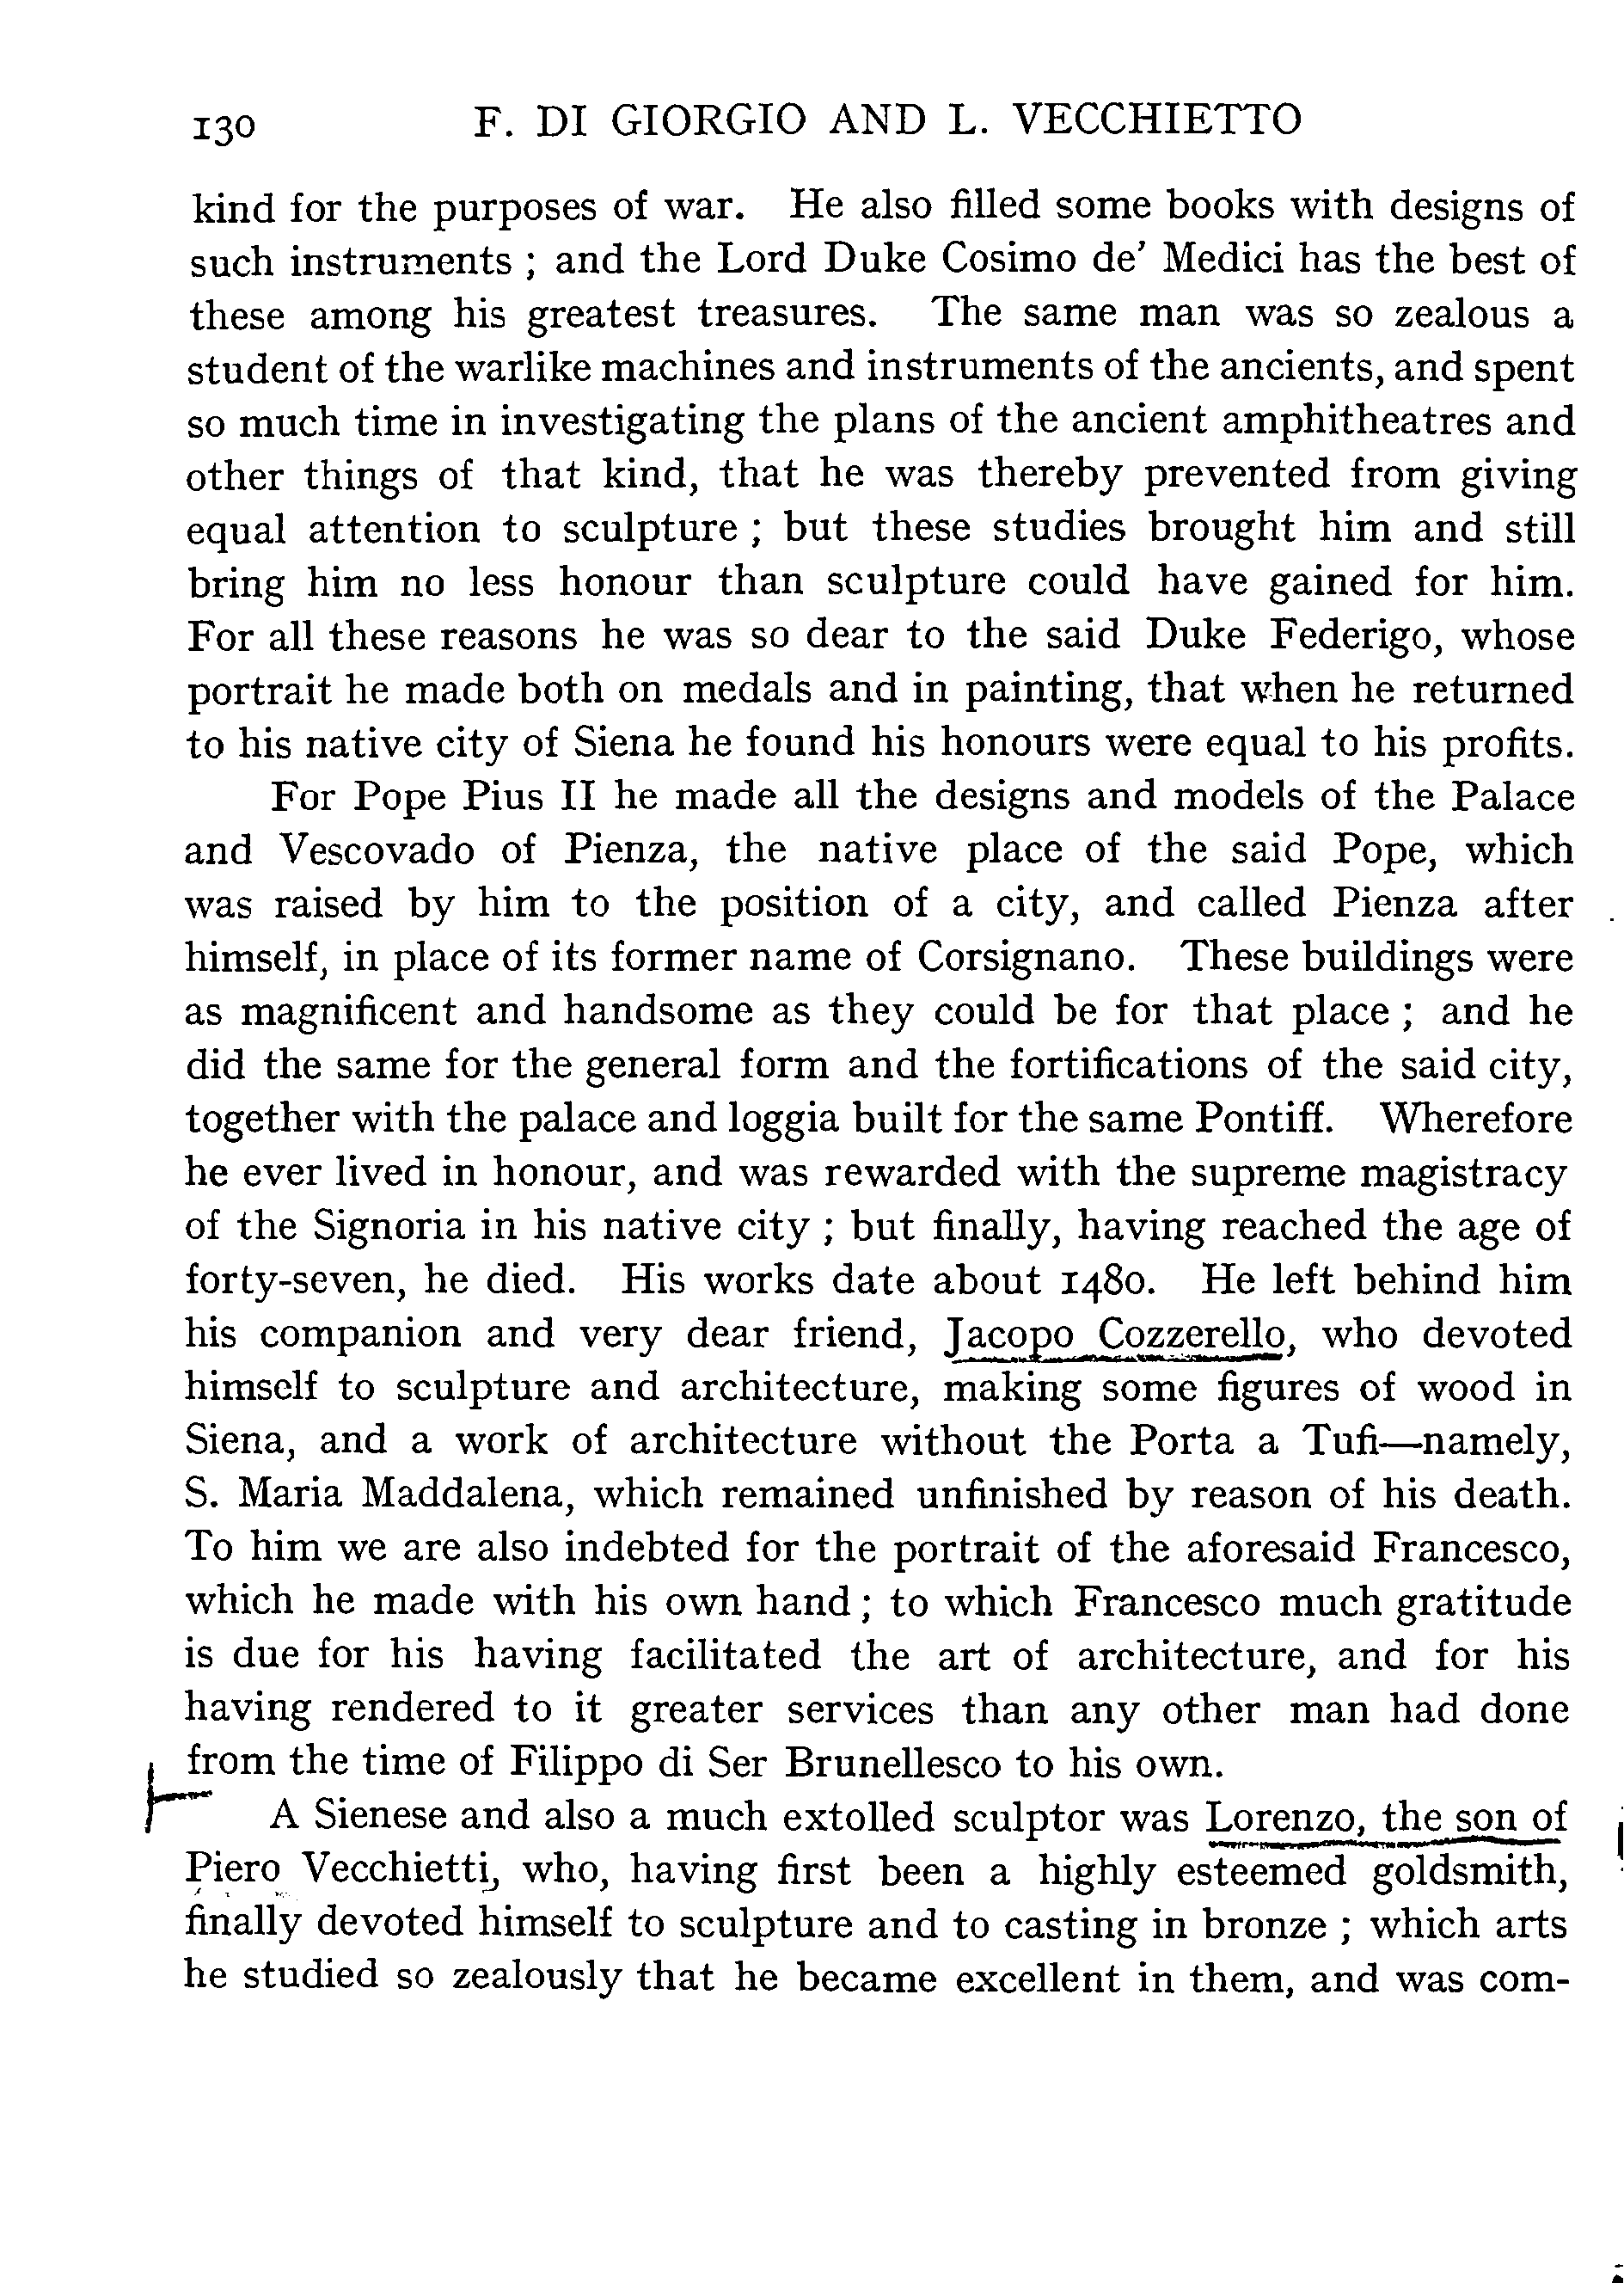 130 F. DI GIORGIO AND L. VECCHIETTO
kind for the purposes of war. He also filled some books with designs of
such instruments ; and the Lord Duke Cosimo de' Medici has the best of
these among his greatest treasures. The same man was so zealous a
student of the warlike machines and instruments of the ancients, and spent
so much time in investigating the plans of the ancient amphitheatres and
other things of that kind, that he was thereby prevented from giving
equal attention to sculpture ; but these studies brought him and still
bring him no less honour than sculpture could have gained for him.
For all these reasons he was so dear to the said Duke Federigo, whose
portrait he made both on medals and in painting, that when he returned
to his native city of Siena he found his honours were equal to his profits.
For Pope Pius II he made all the designs and models of the Palace
and Vescovado of Pienza, the native place of the said Pope, which
was raised by him to the position of a city, and called Pienza after
himself, in place of its former name of Corsignano. These buildings were
as magnificent and handsome as they could be for that place ; and he
did the same for the general form and the fortifications of the said city,
together with the palace and loggia built for the same Pontiff. Wherefore
he ever lived in honour, and was rewarded with the supreme magistracy
of the Signoria in his native city ; but finally, having reached the age of
forty-seven, he died. His works date about 1480. He left behind him
his companion and very dear friend, Jacopo Cozzerello, who devoted
himself to sculpture and architecture, making some figures of wood in
Siena, and a work of architecture without the Porta a Tufi—namely,
S. Maria Maddalena, which remained unfinished by reason of his death.
To him we are also indebted for the portrait of the aforesaid Francesco,
which he made with his own hand ; to which Francesco much gratitude
is due for his having facilitated the art of architecture, and for his
having rendered to it greater services than any other man had done
from the time of Filippo di Ser Brunellesco to his own.
A Sienese and also a much extolled sculptor was Lorenzo, the son of
Piero Vecchietti, who, having first been a highly esteemed goldsmith,
finally devoted himself to sculpture and to casting in bronze ; which arts
he studied so zealously that he became excellent in them, and was com-